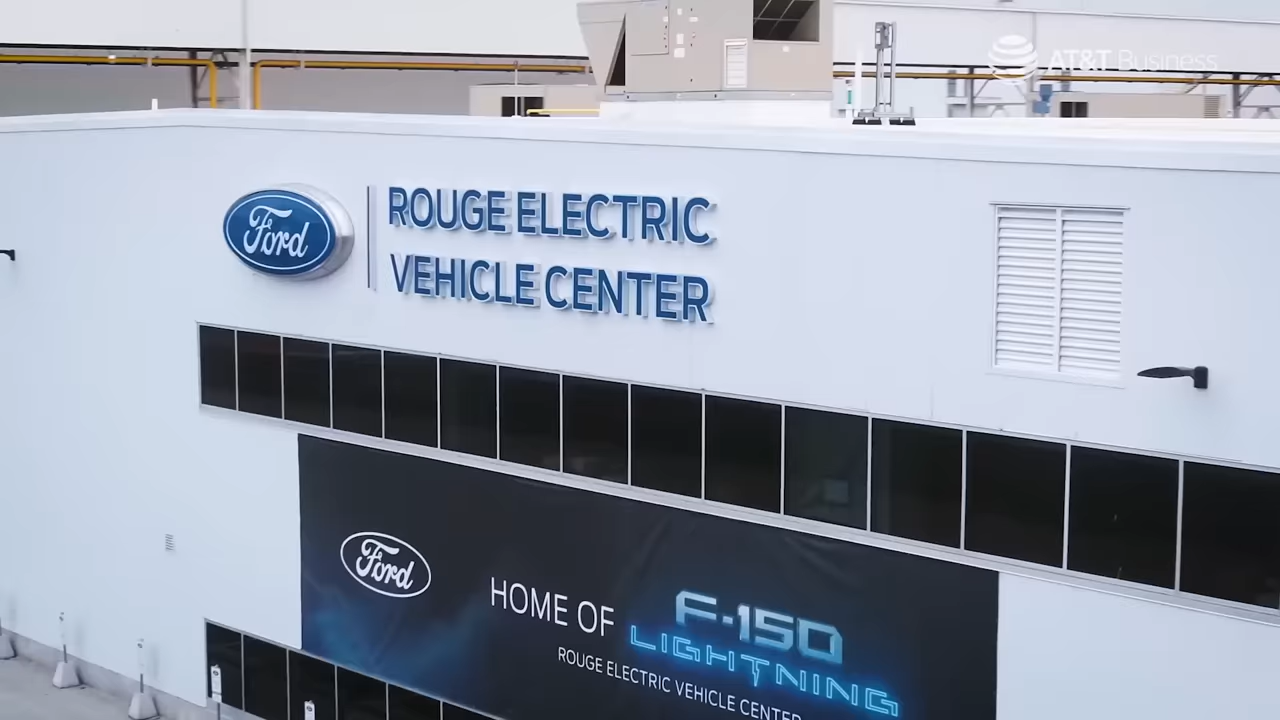 AT&T Business
Ford
ROUGE ELECTRIC
VEHICLE CENTER
Ford
HOME OF
F-150
LIGHTNING
ROUGE ELECTRIC VEHICLE CENTER